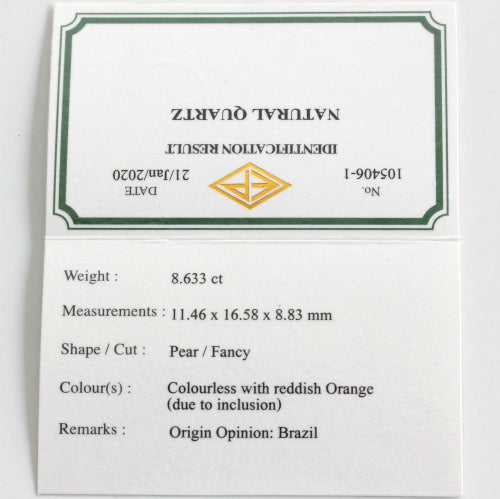 No. 105406-1
DATE 21/Jan/2020
IDENTIFICATION RESULT
NATURAL QUARTZ
Weight : 8.633 ct
Measurements : 11.46 x 16.58 x 8.83 mm
Shape / Cut : Pear / Fancy
Colour(s) : Colourless with reddish Orange
(due to inclusion)
Remarks : Origin Opinion: Brazil